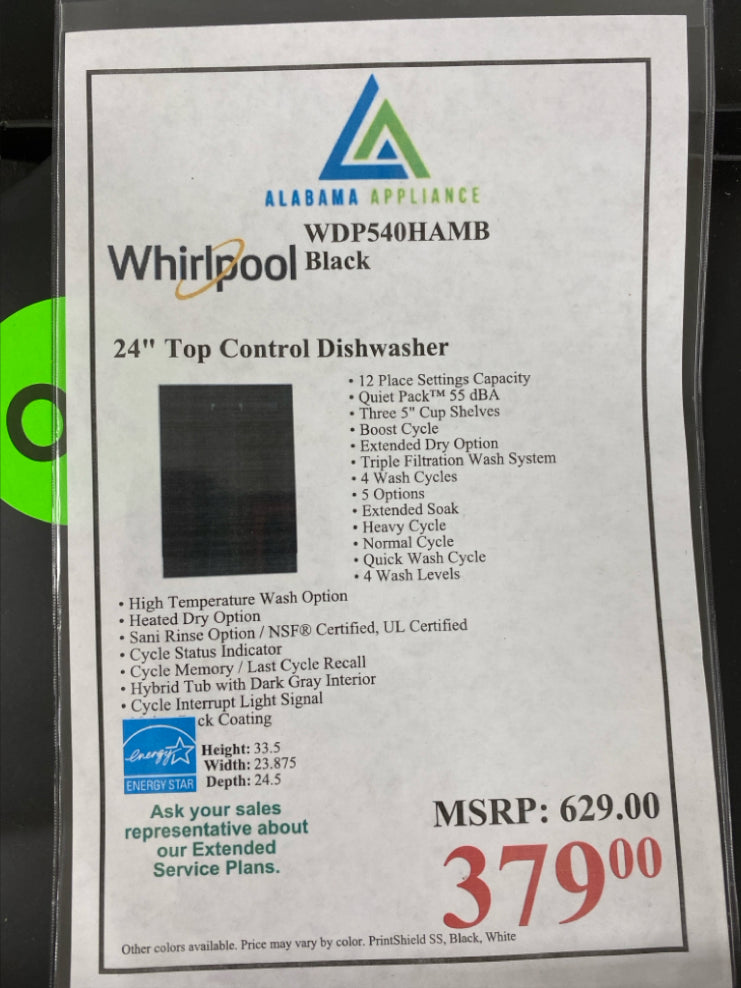 ALABAMA APPLIANCE
WDP540HAMB
Whirlpool Black
24" Top Control Dishwasher
• 12 Place Settings Capacity
• Quiet Pack™ 55 dBA
• Three 5" Cup Shelves
• Boost Cycle
• Extended Dry Option
• Triple Filtration Wash System
• 4 Wash Cycles
• 5 Options
• Extended Soak
• Heavy Cycle
• Normal Cycle
• Quick Wash Cycle
• 4 Wash Levels
• High Temperature Wash Option
• Heated Dry Option
• Sani Rinse Option / NSF® Certified, UL Certified
• Cycle Status Indicator
• Cycle Memory / Last Cycle Recall
• Hybrid Tub with Dark Gray Interior
• Cycle Interrupt Light Signal
ck Coating
energy
ENERGY STAR
Height: 33.5
Width: 23.875
Depth: 24.5
Ask your sales
representative about
our Extended
Service Plans.
MSRP: 629.00
379 00
Other colors available. Price may vary by color. PrintShield SS, Black, White